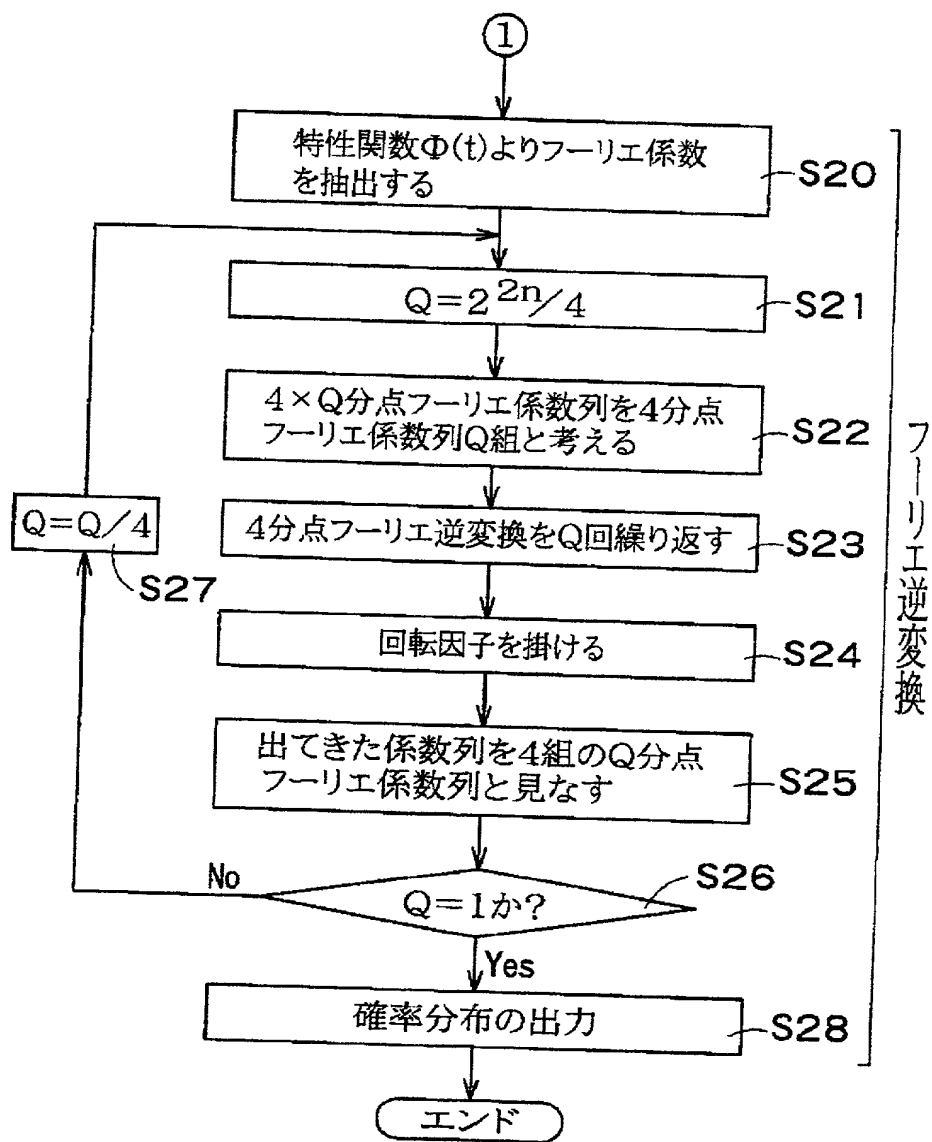 ①
特性関数Φ(t)よりフーリエ係数
を抽出する
S20
Q=2^2n/4
S21
4×Q分点フーリエ係数列を4分点
フーリエ係数列Q組と考える
S22
4分点フーリエ逆変換をQ回繰り返す
S23
Q=Q/4
S27
回転因子を掛ける
S24
出てきた係数列を4組のQ分点
フーリエ係数列と見なす
S25
No
Q=1か?
S26
Yes
確率分布の出力
S28
エンド
フーリエ逆変換